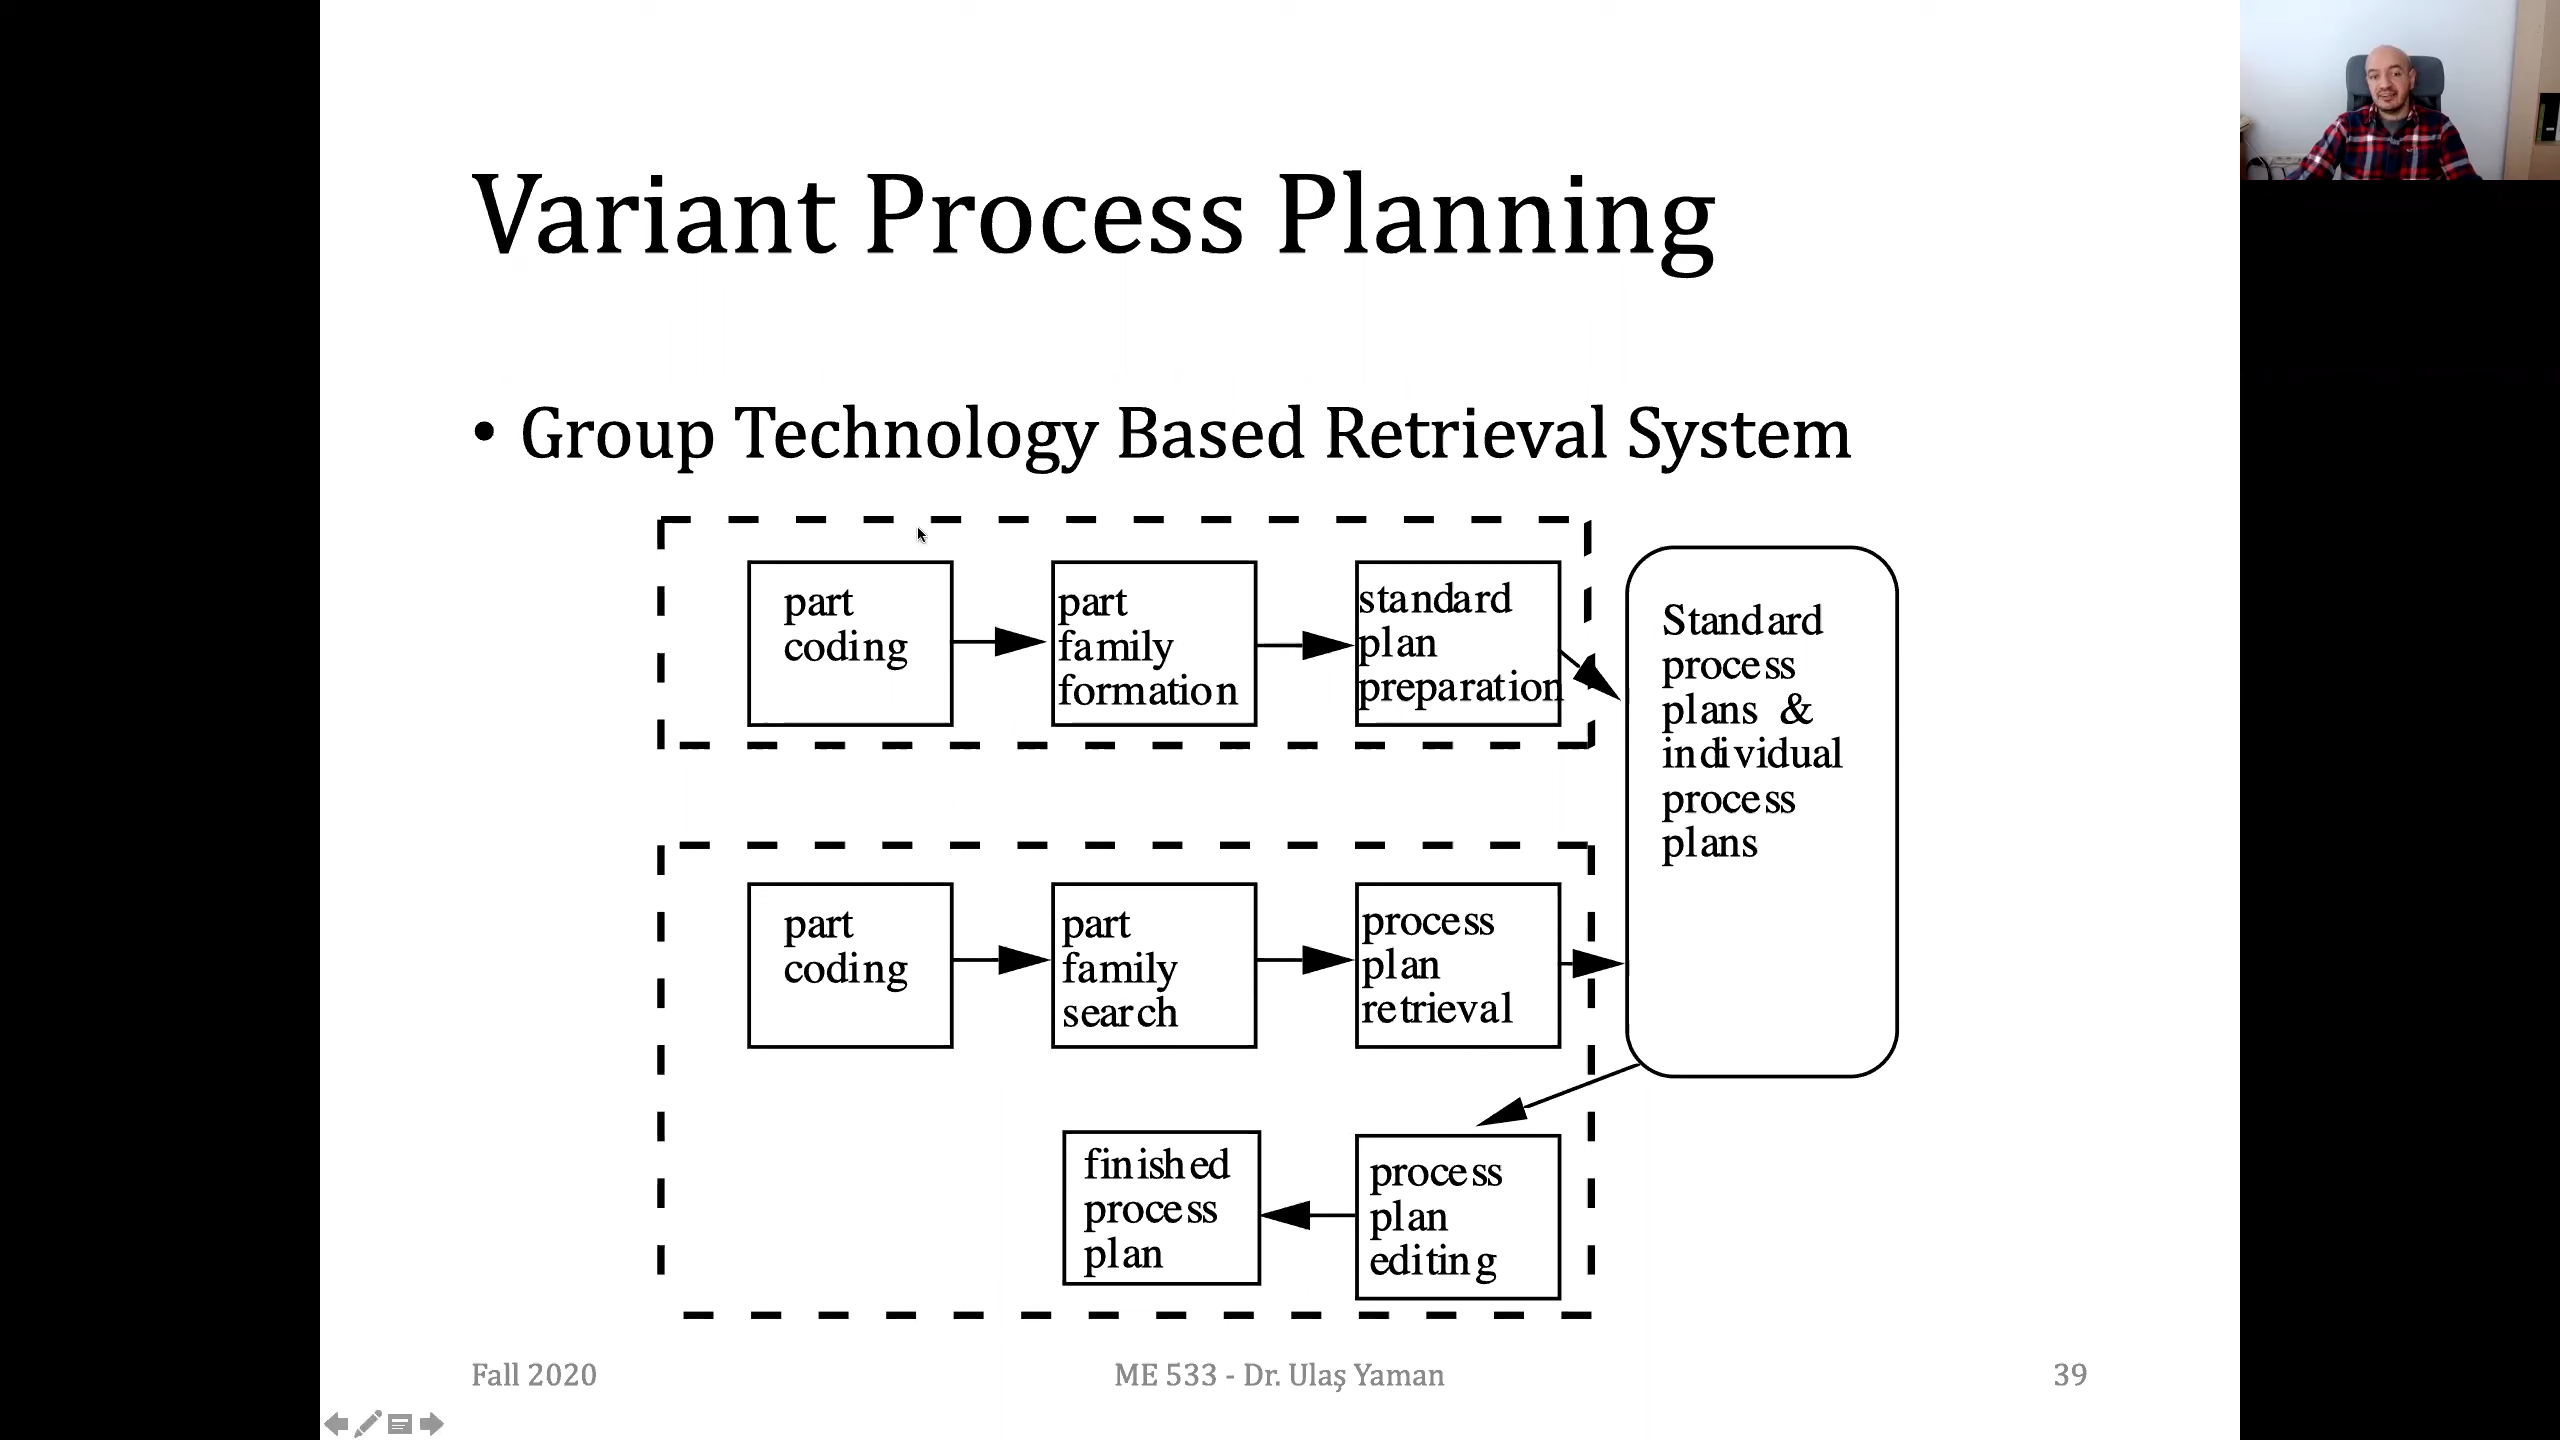 Variant Process Planning
• Group Technology Based Retrieval System
part
coding
part
family
formation
standard
plan
preparation
Standard
process
plans &
individual
process
plans
part
coding
part
family
search
process
plan
retrieval
process
plan
editing
finished
process
plan
Fall 2020
ME 533 - Dr. Ulaş Yaman
39